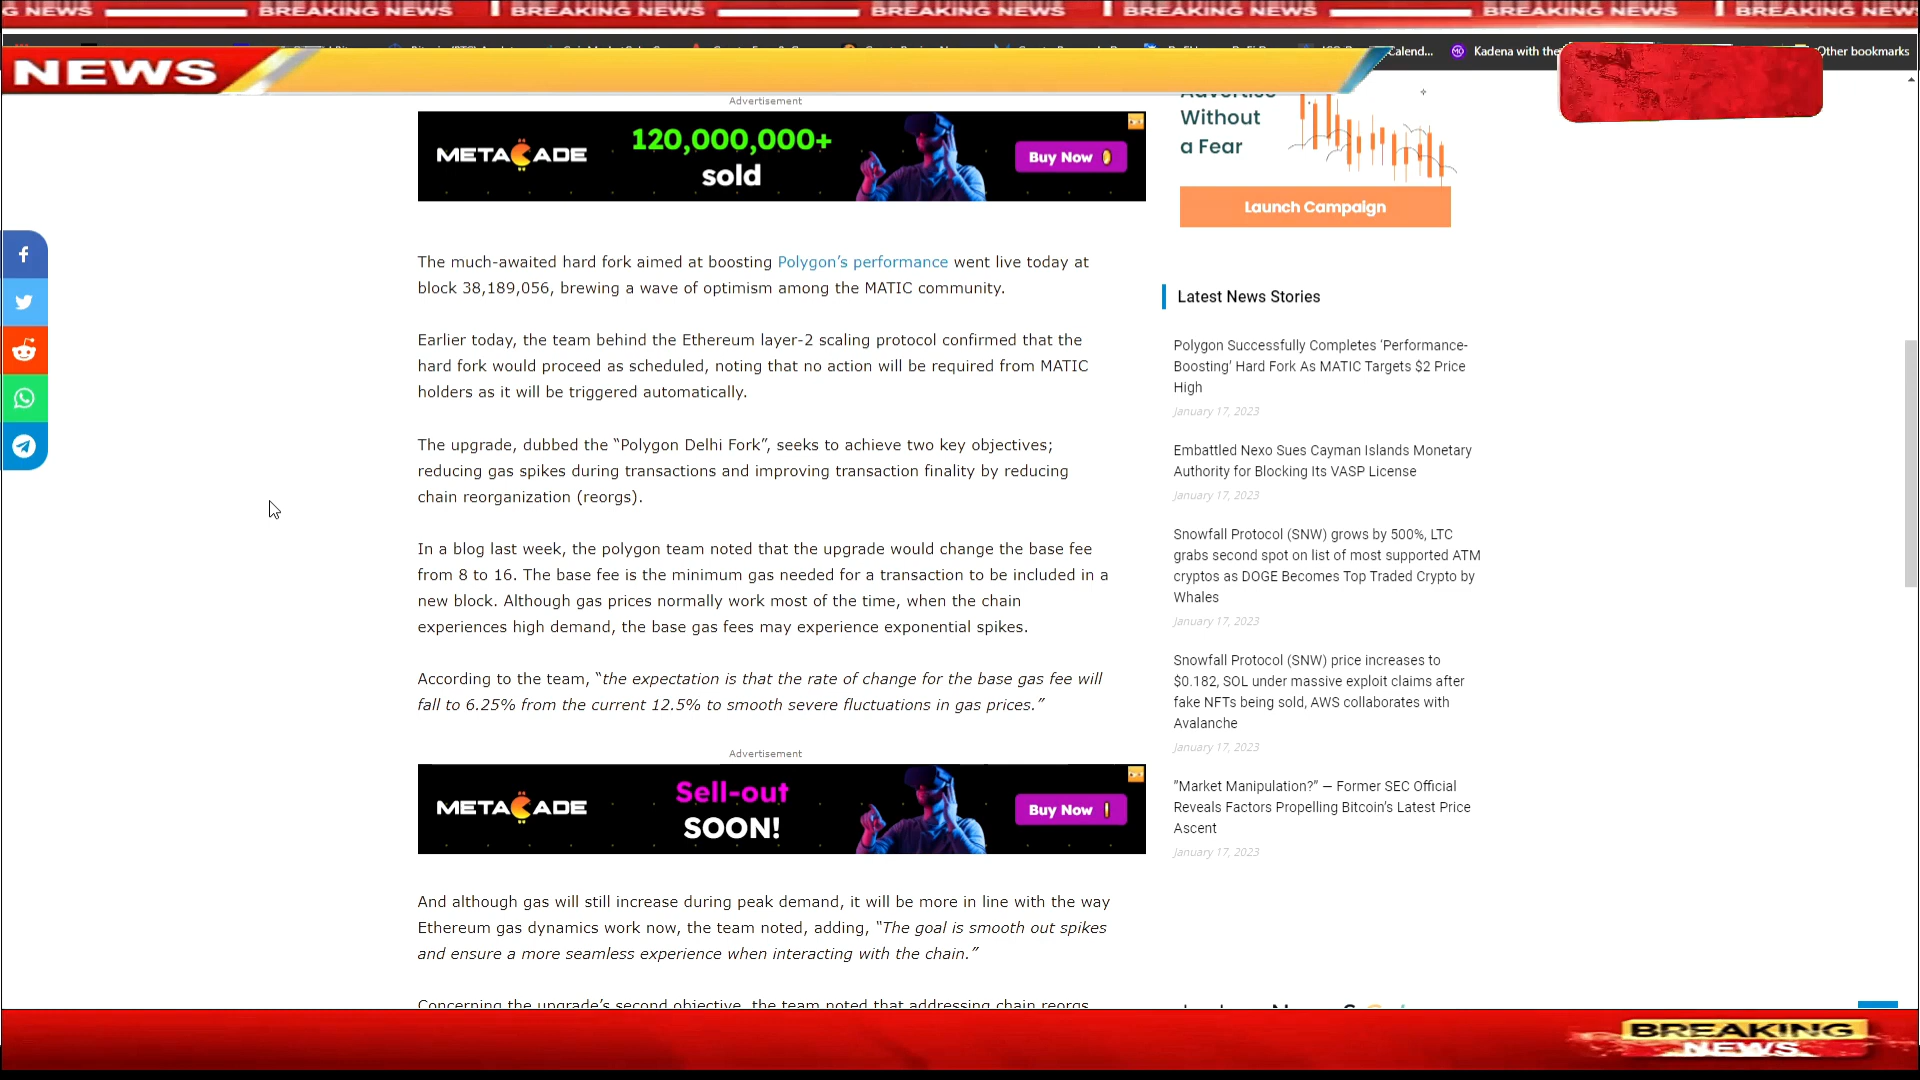 G NEWS BREAKING NEWS BREAKING NEWS BREAKING NEWS BREAKING NEWS BREAKING NEWS BREAKING NEWS
NEWS
Calend...
Kadena with the
Other bookmarks
Advertisement
METACADE
120,000,000+
sold
Buy Now
Advertise
Without
a Fear
Launch Campaign
The much-awaited hard fork aimed at boosting Polygon’s performance went live today at
block 38,189,056, brewing a wave of optimism among the MATIC community.
Earlier today, the team behind the Ethereum layer-2 scaling protocol confirmed that the
hard fork would proceed as scheduled, noting that no action will be required from MATIC
holders as it will be triggered automatically.
The upgrade, dubbed the “Polygon Delhi Fork”, seeks to achieve two key objectives;
reducing gas spikes during transactions and improving transaction finality by reducing
chain reorganization (reorgs).
In a blog last week, the polygon team noted that the upgrade would change the base fee
from 8 to 16. The base fee is the minimum gas needed for a transaction to be included in a
new block. Although gas prices normally work most of the time, when the chain
experiences high demand, the base gas fees may experience exponential spikes.
According to the team, “the expectation is that the rate of change for the base gas fee will
fall to 6.25% from the current 12.5% to smooth severe fluctuations in gas prices.”
Advertisement
METACADE
Sell-out
SOON!
Buy Now
And although gas will still increase during peak demand, it will be more in line with the way
Ethereum gas dynamics work now, the team noted, adding, “The goal is smooth out spikes
and ensure a more seamless experience when interacting with the chain.”
Concerning the upgrade’s second objective, the team noted that addressing chain reorgs
Latest News Stories
Polygon Successfully Completes ‘Performance-
Boosting’ Hard Fork As MATIC Targets $2 Price
High
January 17, 2023
Embattled Nexo Sues Cayman Islands Monetary
Authority for Blocking Its VASP License
January 17, 2023
Snowfall Protocol (SNW) grows by 500%, LTC
grabs second spot on list of most supported ATM
cryptos as DOGE Becomes Top Traded Crypto by
Whales
January 17, 2023
Snowfall Protocol (SNW) price increases to
$0.182, SOL under massive exploit claims after
fake NFTs being sold, AWS collaborates with
Avalanche
January 17, 2023
”Market Manipulation?” — Former SEC Official
Reveals Factors Propelling Bitcoin’s Latest Price
Ascent
January 17, 2023
BREAKING
NEWS